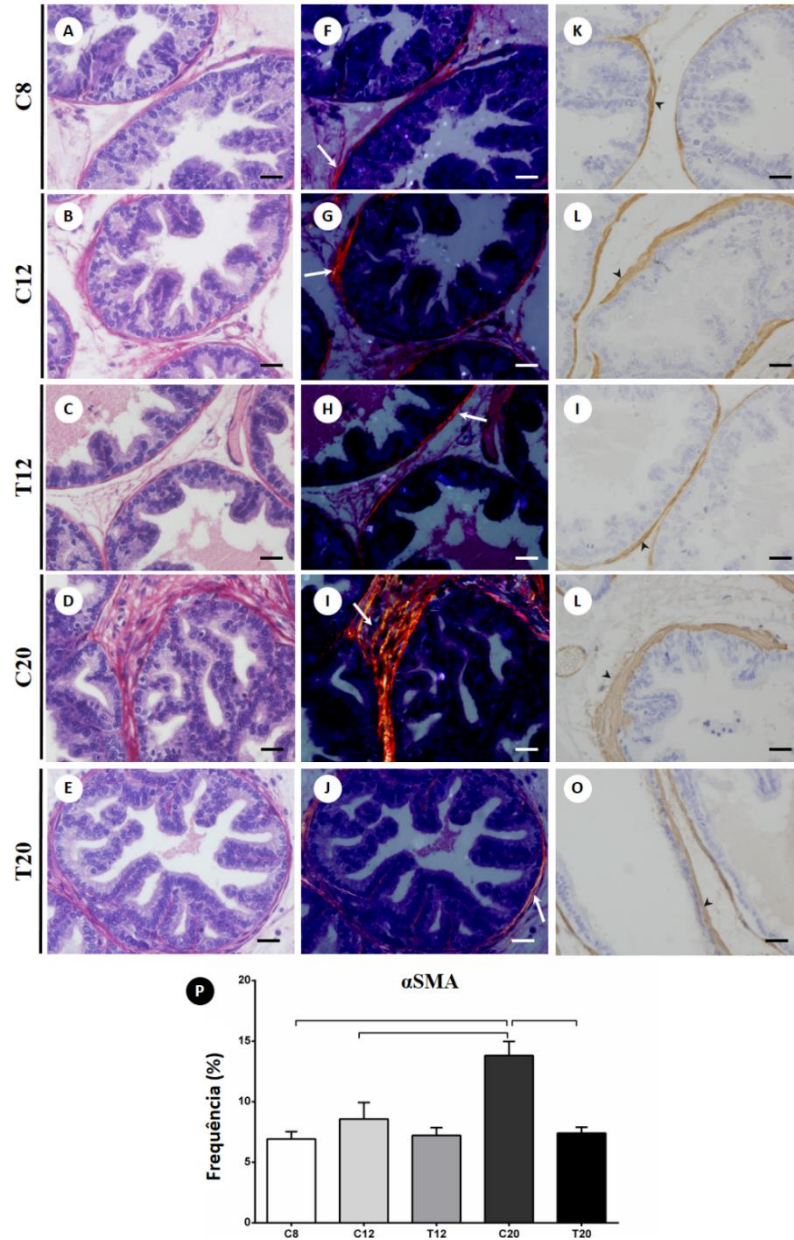 A F K
C8
B G L
C12
C H I
T12
D I L
C20
E J O
T20
P αSMA
Frequência (%)
20
15
10
5
0
C8 C12 T12 C20 T20